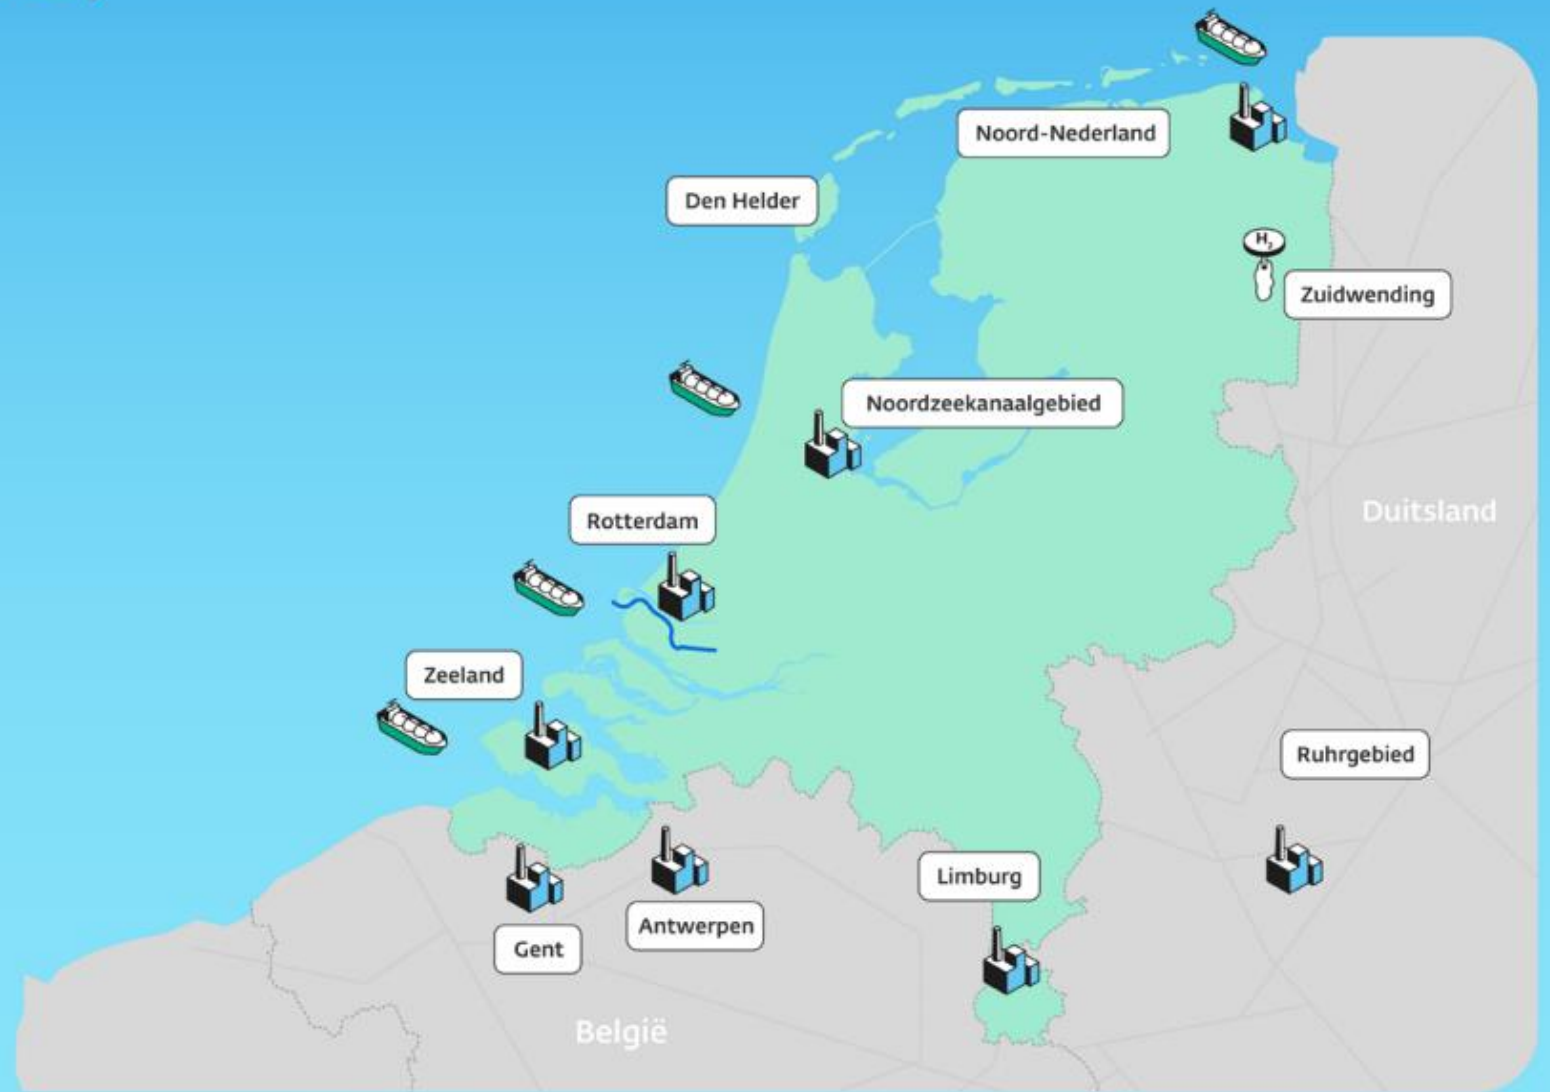 Noord-Nederland
Den Helder
H₂
Zuidwending
Noordzeekanaalgebied
Duitsland
Rotterdam
Zeeland
Ruhrgebied
Limburg
Antwerpen
Gent
België